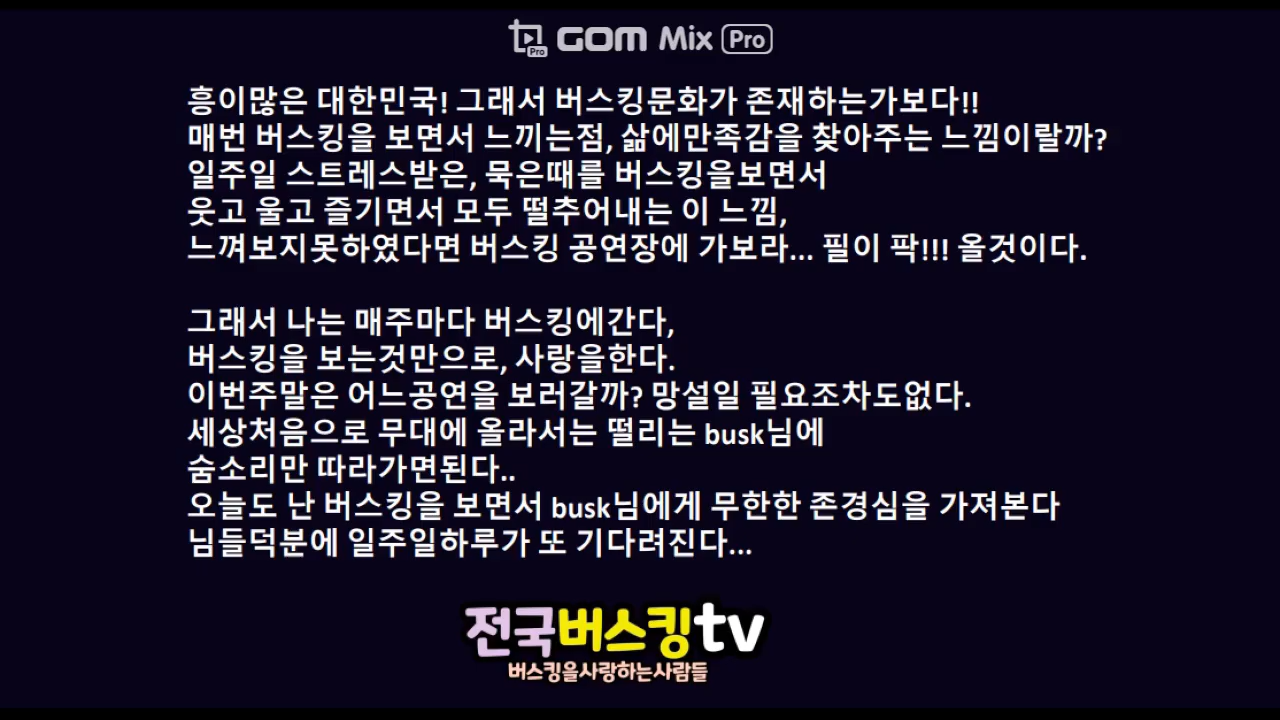 GOM Mix Pro
흥이많은 대한민국! 그래서 버스킹문화가 존재하는가보다!!
매번 버스킹을 보면서 느끼는점, 삶에만족감을 찾아주는 느낌이랄까?
일주일 스트레스받은, 묵은때를 버스킹을보면서
웃고 울고 즐기면서 모두 떨추어내는 이 느낌,
느껴보지못하였다면 버스킹 공연장에 가보라... 필이 팍!!! 올것이다.
그래서 나는 매주마다 버스킹에간다,
버스킹을 보는것만으로, 사랑을한다.
이번주말은 어느공연을 보러갈까? 망설일 필요조차도없다.
세상처음으로 무대에 올라서는 떨리는 busk님에
숨소리만 따라가면된다..
오늘도 난 버스킹을 보면서 busk님에게 무한한 존경심을 가져본다
님들덕분에 일주일하루가 또 기다려진다...
전국버스킹tv
버스킹을사랑하는사람들